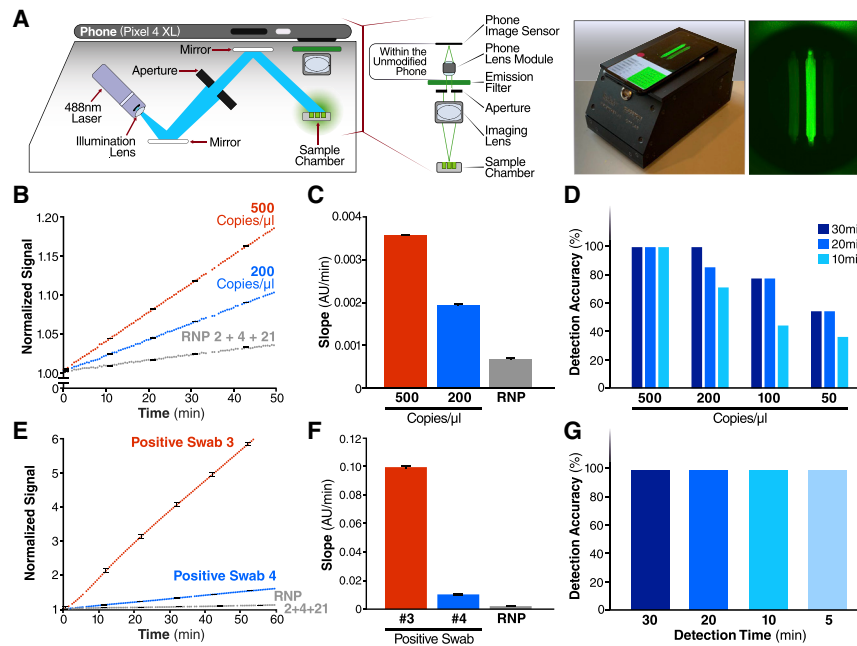 A
Phone (Pixel 4 XL)
Mirror
Aperture
488nm
Laser
Illumination
Lens
Mirror
Sample
Chamber
Phone
Image Sensor
Within the
Unmodified
Phone
Phone
Lens Module
Emission
Filter
Aperture
Imaging
Lens
Sample
Chamber
B
Normalized Signal
1.20
1.15
1.10
1.05
1.00
0
500
Copies/µl
200
Copies/µl
RNP 2 + 4 + 21
0 10 20 30 40 50
Time (min)
C
Slope (AU/min)
0.004
0.003
0.002
0.001
0
500 200 RNP
Copies/µl
D
Detection Accuracy (%)
100
80
60
40
20
0
30mi
20mi
10mi
500 200 100 50
Copies/µl
E
Normalized Signal
6
5
4
3
2
1
Positive Swab 3
Positive Swab 4
RNP
2+4+21
0 10 20 30 40 50 60
Time (min)
F
Slope (AU/min)
0.12
0.10
0.08
0.06
0.04
0.02
0
#3 #4 RNP
Positive Swab
G
Detection Accuracy (%)
100
80
60
40
20
0
30 20 10 5
Detection Time (min)